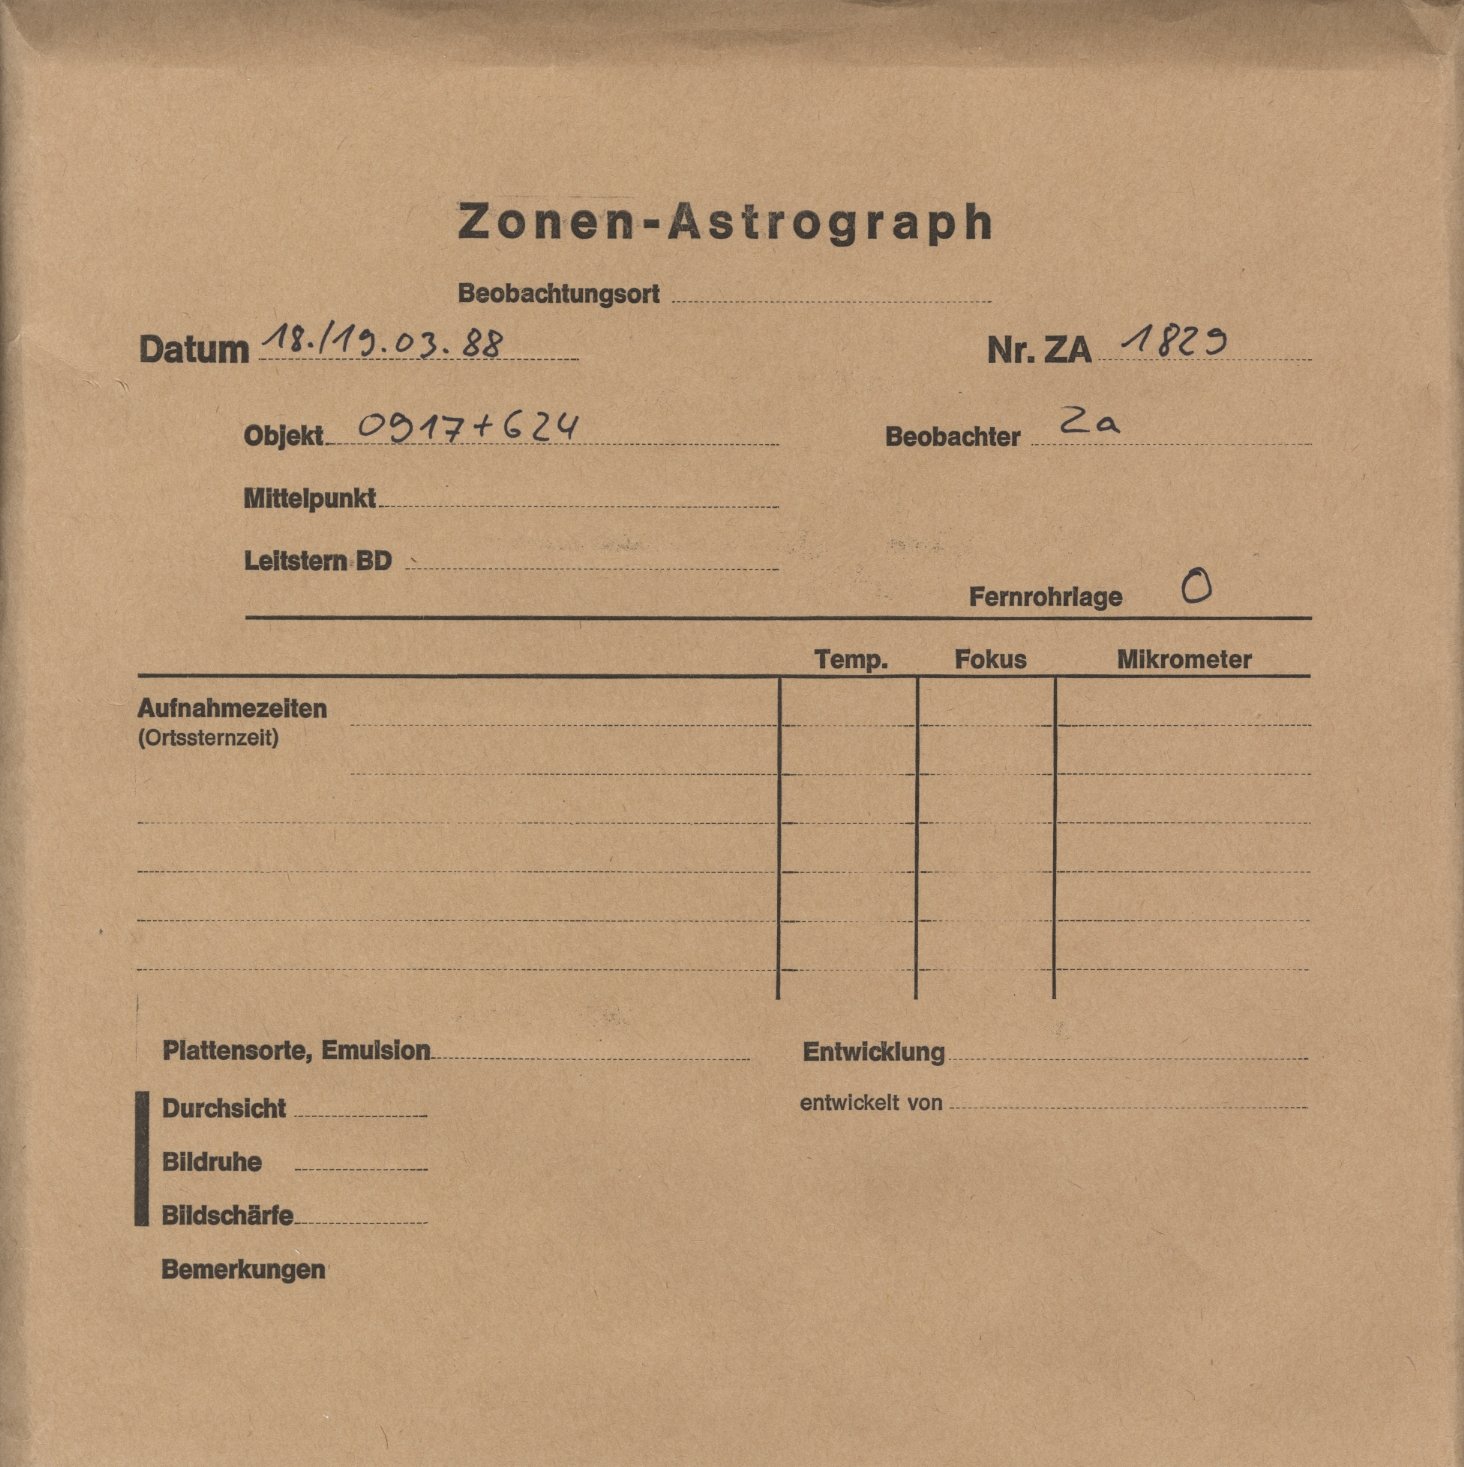 Zonen-Astrograph
Beobachtungsort
Datum 18./19.03.88 Nr. ZA 1829
Objekt 0917+624 Beobachter Za
Mittelpunkt
Leitstern BD
Fernrohrlage O
Temp. Fokus Mikrometer
Aufnahmezeiten
(Ortssternzeit)
Plattensorte, Emulsion Entwicklung
Durchsicht entwickelt von
Bildruhe
Bildschärfe
Bemerkungen